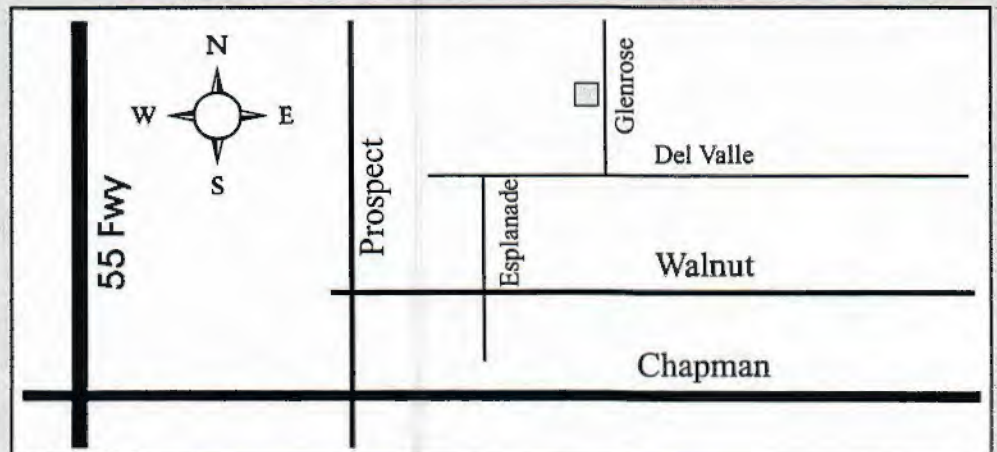 N
W E
S
55 Fwy
Prospect
Glenrose
Del Valle
Esplanade
Walnut
Chapman